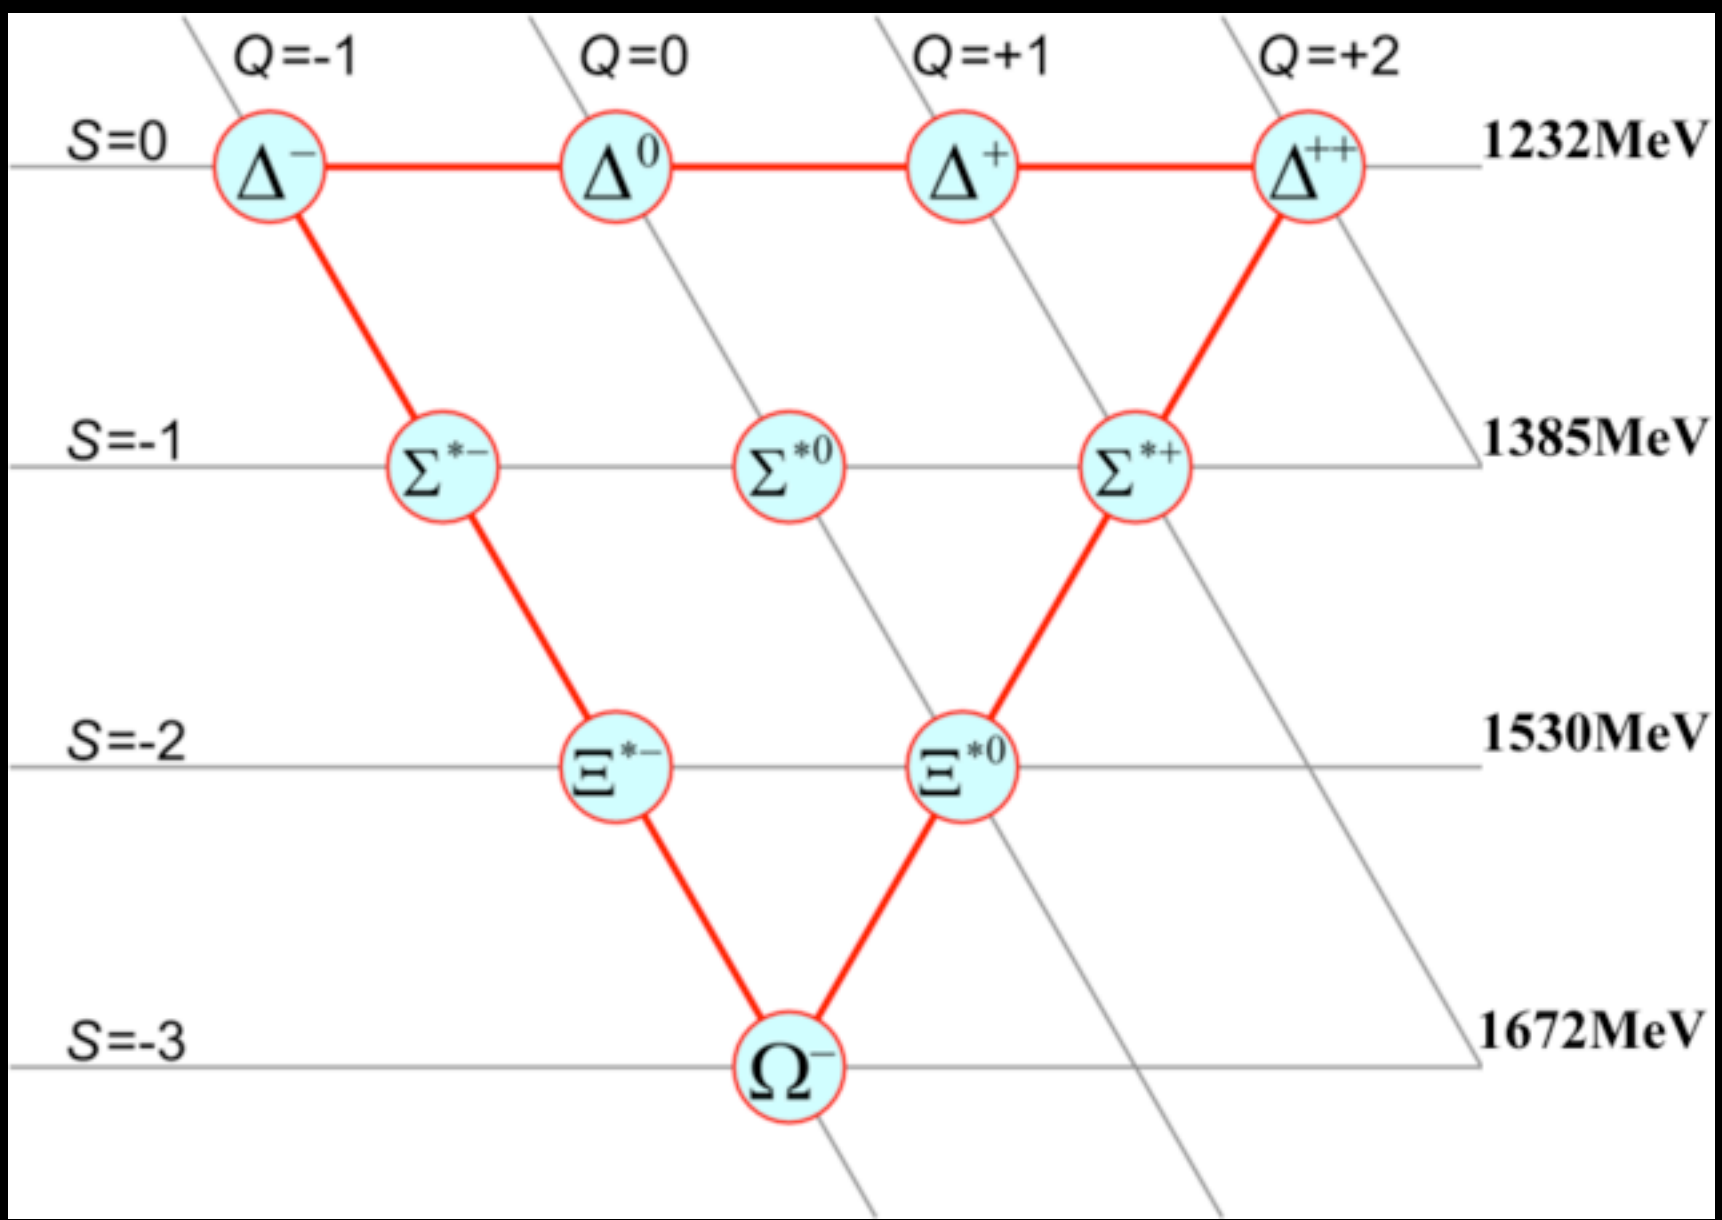 Q=-1 Q=0 Q=+1 Q=+2
S=0 Δ⁻ Δ⁰ Δ⁺ Δ⁺⁺ 1232MeV
S=-1 Σ*⁻ Σ*⁰ Σ*⁺ 1385MeV
S=-2 Ξ*⁻ Ξ*⁰ 1530MeV
S=-3 Ω⁻ 1672MeV